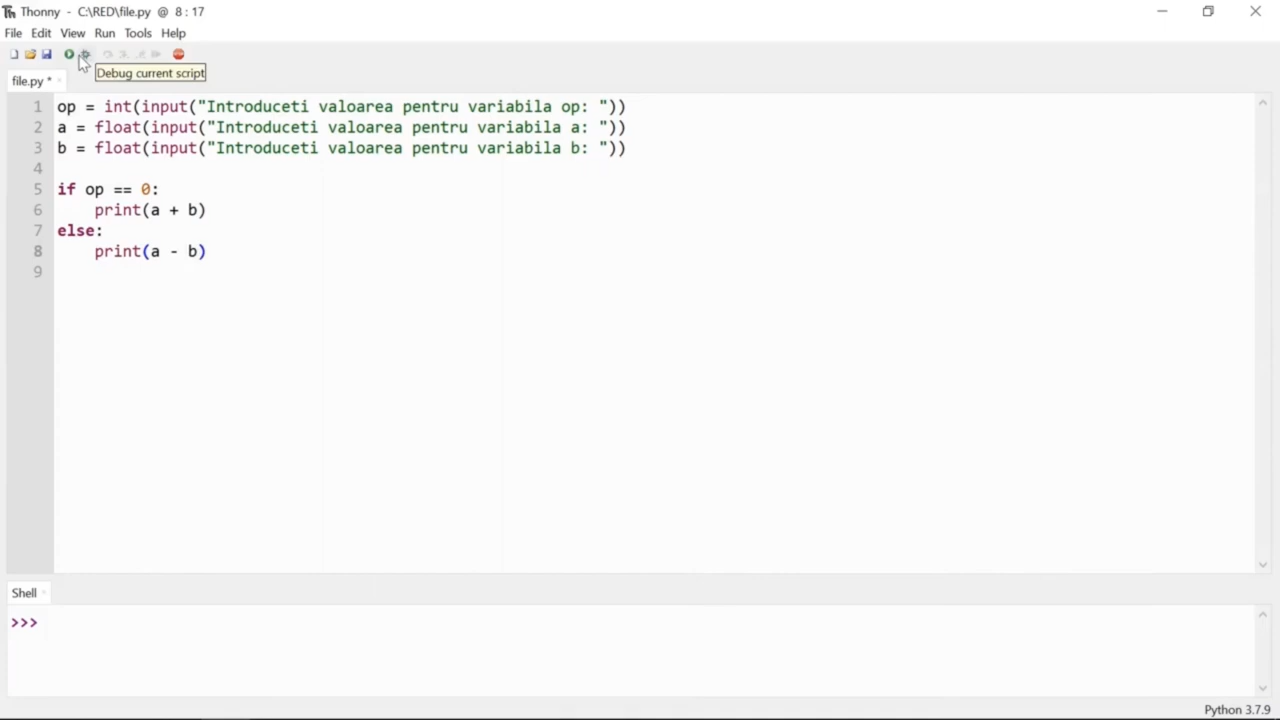 Th Thonny - C:\RED\file.py @ 8 : 17
File Edit View Run Tools Help
Debug current script
file.py *
1 op = int(input("Introduceti valoarea pentru variabila op: "))
2 a = float(input("Introduceti valoarea pentru variabila a: "))
3 b = float(input("Introduceti valoarea pentru variabila b: "))
4
5 if op == 0:
6     print(a + b)
7 else:
8     print(a - b)
9
Shell
>>>
Python 3.7.9